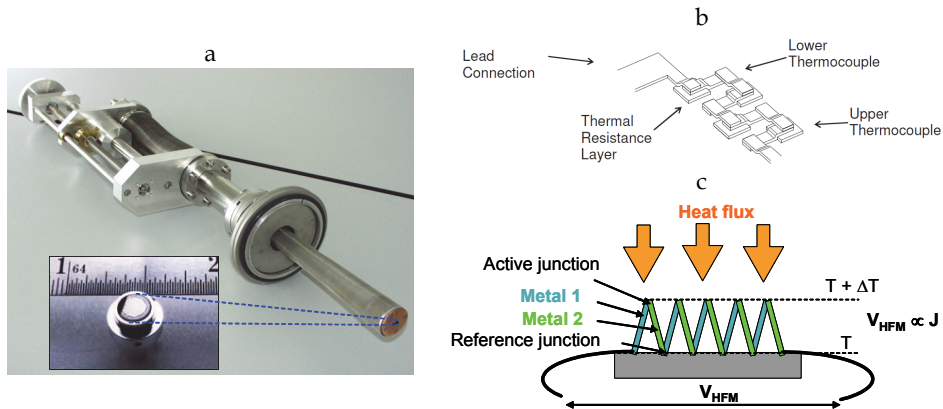 a
1
64
2
b
Lead
Connection
Lower
Thermocouple
Thermal
Resistance
Layer
Upper
Thermocouple
c
Heat flux
Active junction
T + ΔT
Metal 1
Metal 2
V_HFM ∝ J
Reference junction
T
V_HFM